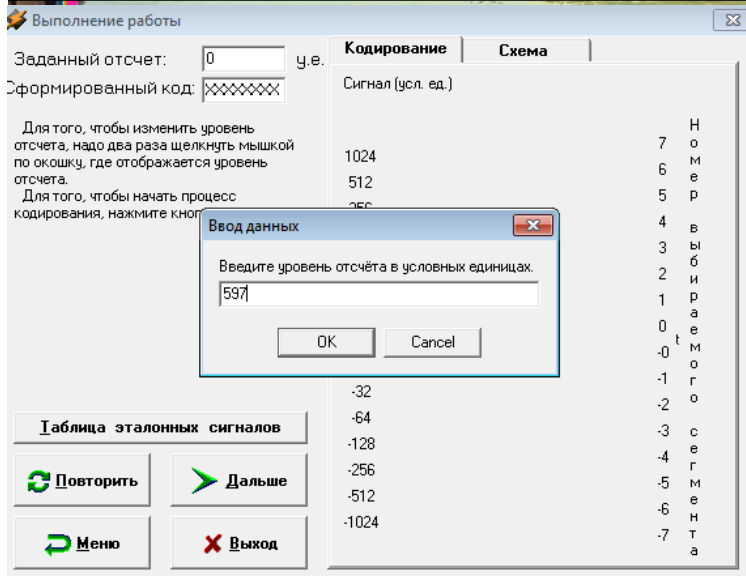 Выполнение работы
Заданный отсчет: 0 у.е.
Сформированный код: XXXXXXXX
Для того, чтобы изменить уровень
отсчета, надо два раза щелкнуть мышкой
по окошку, где отображается уровень
отсчета.
Для того, чтобы начать процесс
кодирования, нажмите
Таблица эталонных сигналов
Повторить
Дальше
Меню
Выход
Кодирование
Схема
Сигнал (усл. ед.)
1024
512
256
-32
-64
-128
-256
-512
-1024
7
6
5
4
3
2
1
0
-0
-1
-2
-3
-4
-5
-6
-7
t
Номер выбираемого сегмента
Ввод данных
Введите уровень отсчёта в условных единицах.
597
OK
Cancel